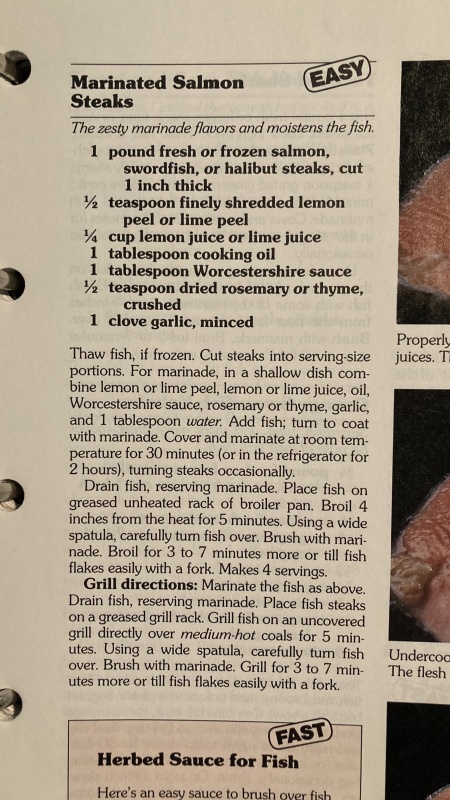 EASY
Marinated Salmon
Steaks
The zesty marinade flavors and moistens the fish.
1 pound fresh or frozen salmon,
swordfish, or halibut steaks, cut
1 inch thick
½ teaspoon finely shredded lemon
peel or lime peel
¼ cup lemon juice or lime juice
1 tablespoon cooking oil
1 tablespoon Worcestershire sauce
½ teaspoon dried rosemary or thyme,
crushed
1 clove garlic, minced
Thaw fish, if frozen. Cut steaks into serving-size
portions. For marinade, in a shallow dish com-
bine lemon or lime peel, lemon or lime juice, oil,
Worcestershire sauce, rosemary or thyme, garlic,
and 1 tablespoon water. Add fish; turn to coat
with marinade. Cover and marinate at room tem-
perature for 30 minutes (or in the refrigerator for
2 hours), turning steaks occasionally.
Drain fish, reserving marinade. Place fish on
greased unheated rack of broiler pan. Broil 4
inches from the heat for 5 minutes. Using a wide
spatula, carefully turn fish over. Brush with mari-
nade. Broil for 3 to 7 minutes more or till fish
flakes easily with a fork. Makes 4 servings.
Grill directions: Marinate the fish as above.
Drain fish, reserving marinade. Place fish steaks
on a greased grill rack. Grill fish on an uncovered
grill directly over medium-hot coals for 5 min-
utes. Using a wide spatula, carefully turn fish
over. Brush with marinade. Grill for 3 to 7 min-
utes more or till fish flakes easily with a fork.
FAST
Herbed Sauce for Fish
Here's an easy sauce to brush over fish
Properly
juices.
Undercoo
The flesh